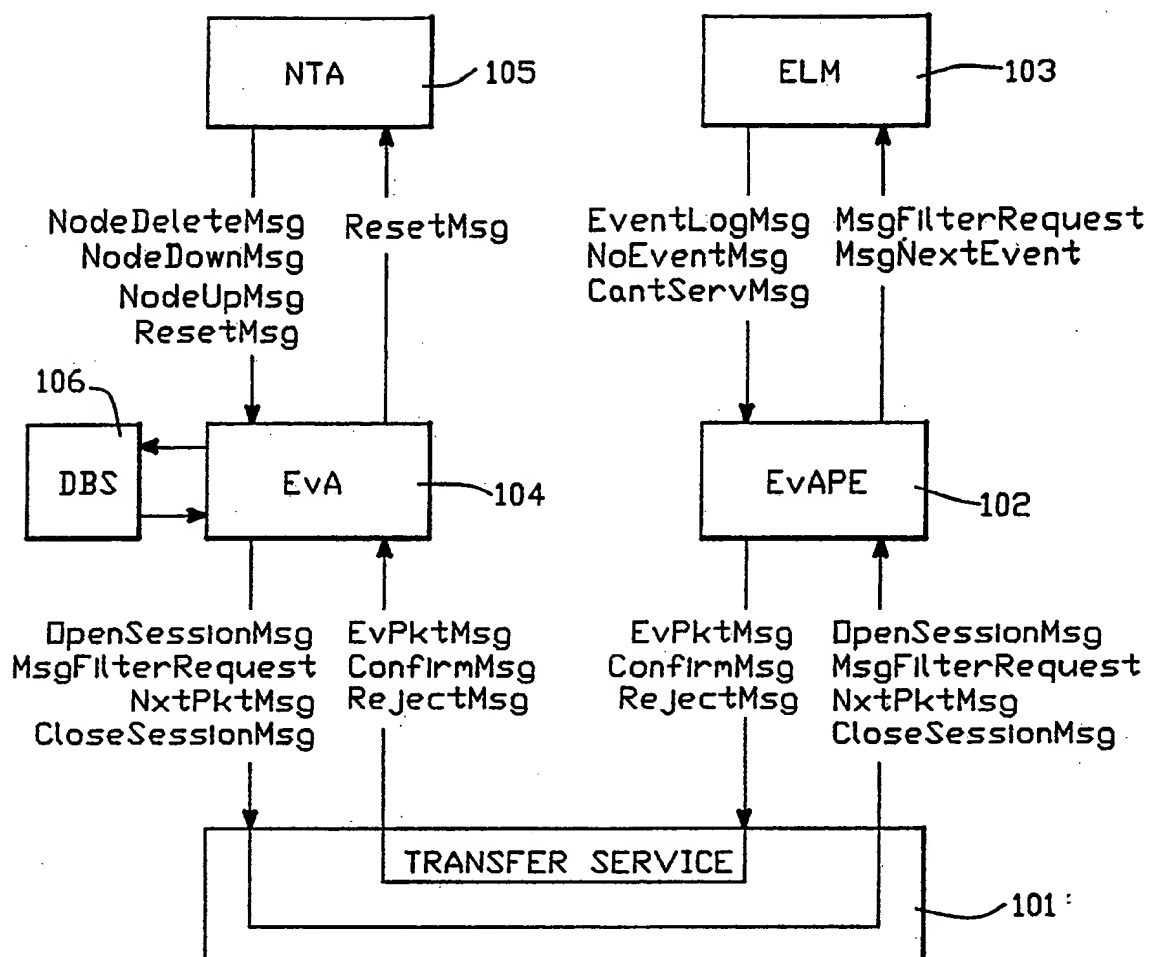 NTA
105
ELM
103
NodeDeleteMsg
NodeDownMsg
NodeUpMsg
ResetMsg
ResetMsg
EventLogMsg
NoEventMsg
CantServMsg
MsgFilterRequest
MsgNextEvent
106
DBS
EvA
104
EvAPE
102
OpenSessionMsg
MsgFilterRequest
NxtPktMsg
CloseSessionMsg
EvPktMsg
ConfirmMsg
RejectMsg
EvPktMsg
ConfirmMsg
RejectMsg
OpenSessionMsg
MsgFilterRequest
NxtPktMsg
CloseSessionMsg
TRANSFER SERVICE
101